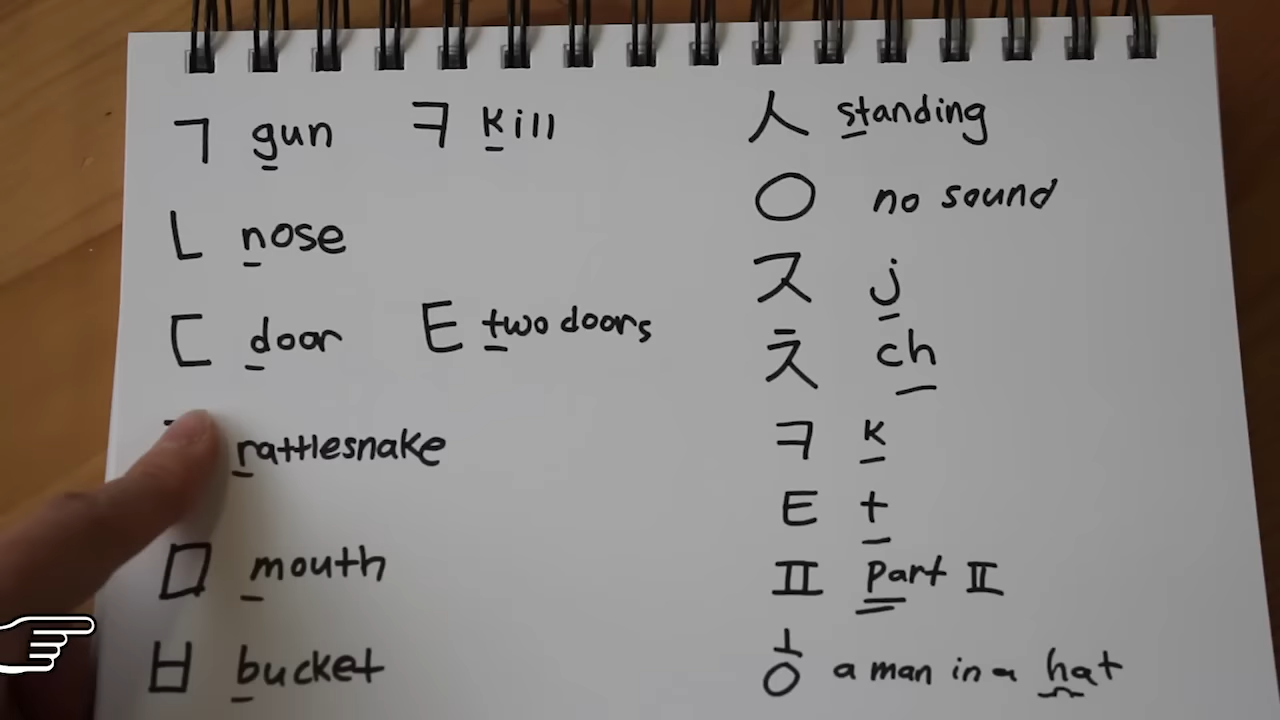 ㄱ gun ㅋ kill
ㄴ nose
ㄷ door ㅌ two doors
rattlesnake
ㅁ mouth
ㅂ bucket
ㅅ standing
ㅇ no sound
ㅈ j
ㅊ ch
ㅋ k
ㅌ t
ㅍ part II
ㅎ a man in a hat